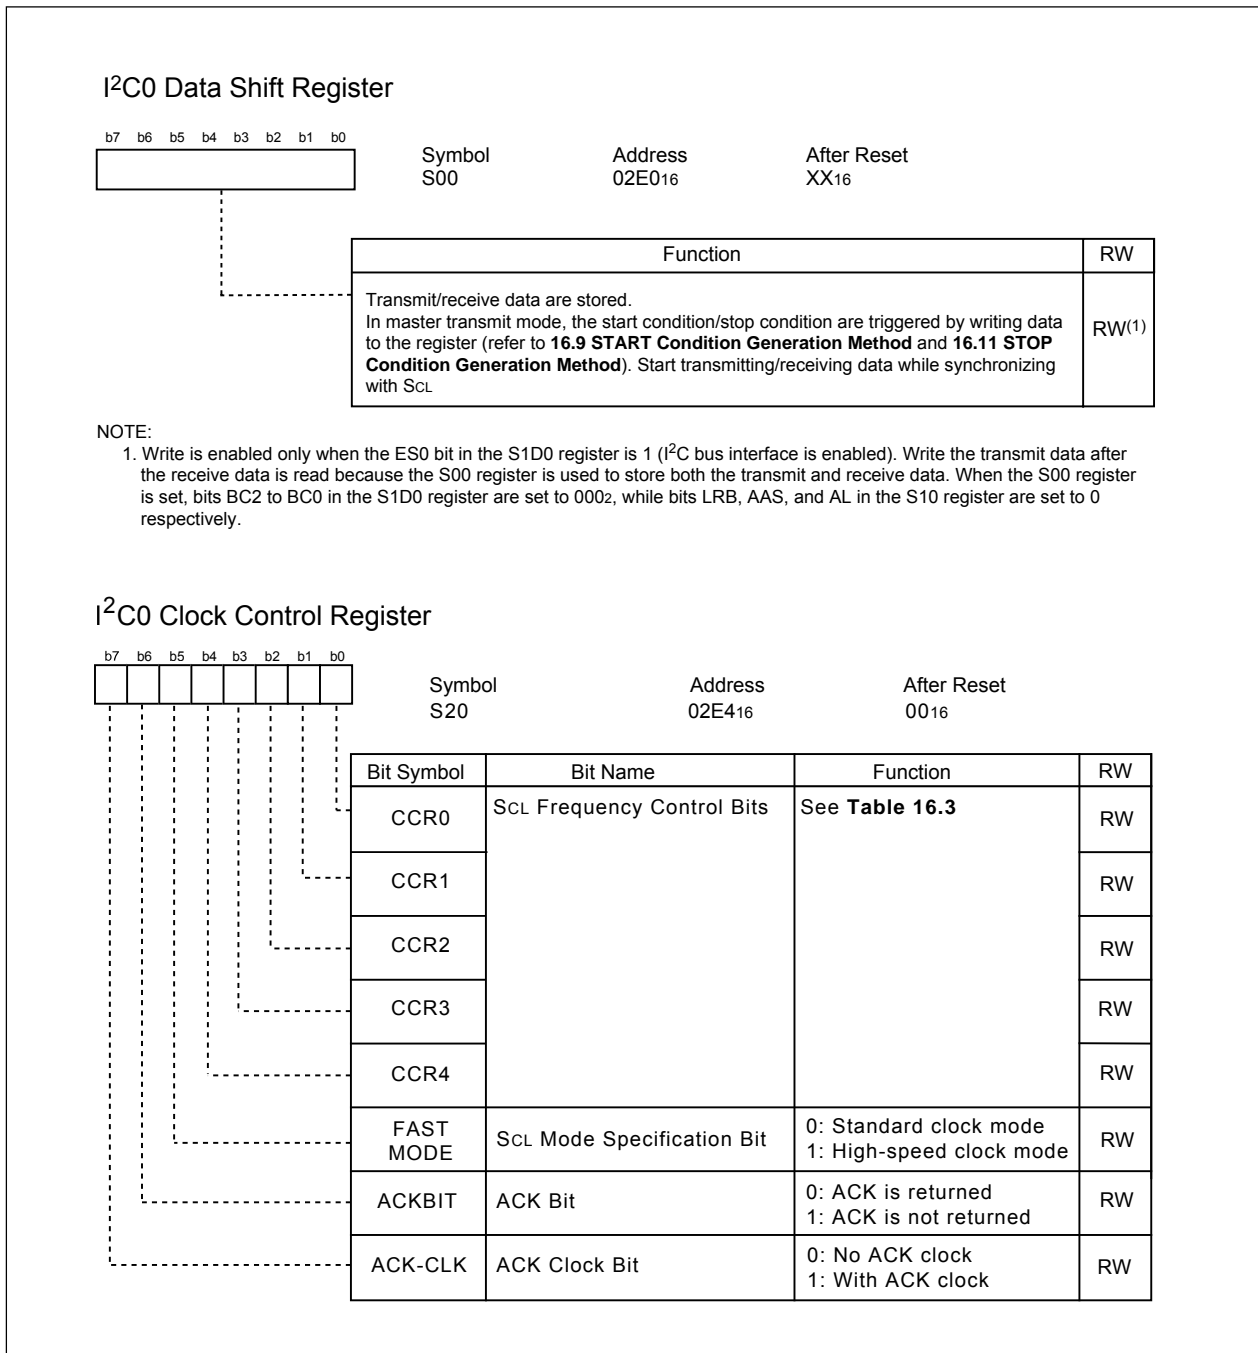 I²C0 Data Shift Register
b7 b6 b5 b4 b3 b2 b1 b0
Symbol Address After Reset
S00 02E016 XX16
Function RW
Transmit/receive data are stored.
In master transmit mode, the start condition/stop condition are triggered by writing data
to the register (refer to 16.9 START Condition Generation Method and 16.11 STOP
Condition Generation Method). Start transmitting/receiving data while synchronizing
with SCL
RW(1)
NOTE:
1. Write is enabled only when the ES0 bit in the S1D0 register is 1 (I²C bus interface is enabled). Write the transmit data after
the receive data is read because the S00 register is used to store both the transmit and receive data. When the S00 register
is set, bits BC2 to BC0 in the S1D0 register are set to 0002, while bits LRB, AAS, and AL in the S10 register are set to 0
respectively.
I²C0 Clock Control Register
b7 b6 b5 b4 b3 b2 b1 b0
Symbol Address After Reset
S20 02E416 0016
Bit Symbol Bit Name Function RW
CCR0 SCL Frequency Control Bits See Table 16.3 RW
CCR1 RW
CCR2 RW
CCR3 RW
CCR4 RW
FAST
MODE
SCL Mode Specification Bit
0: Standard clock mode
1: High-speed clock mode
RW
ACKBIT ACK Bit
0: ACK is returned
1: ACK is not returned
RW
ACK-CLK ACK Clock Bit
0: No ACK clock
1: With ACK clock
RW